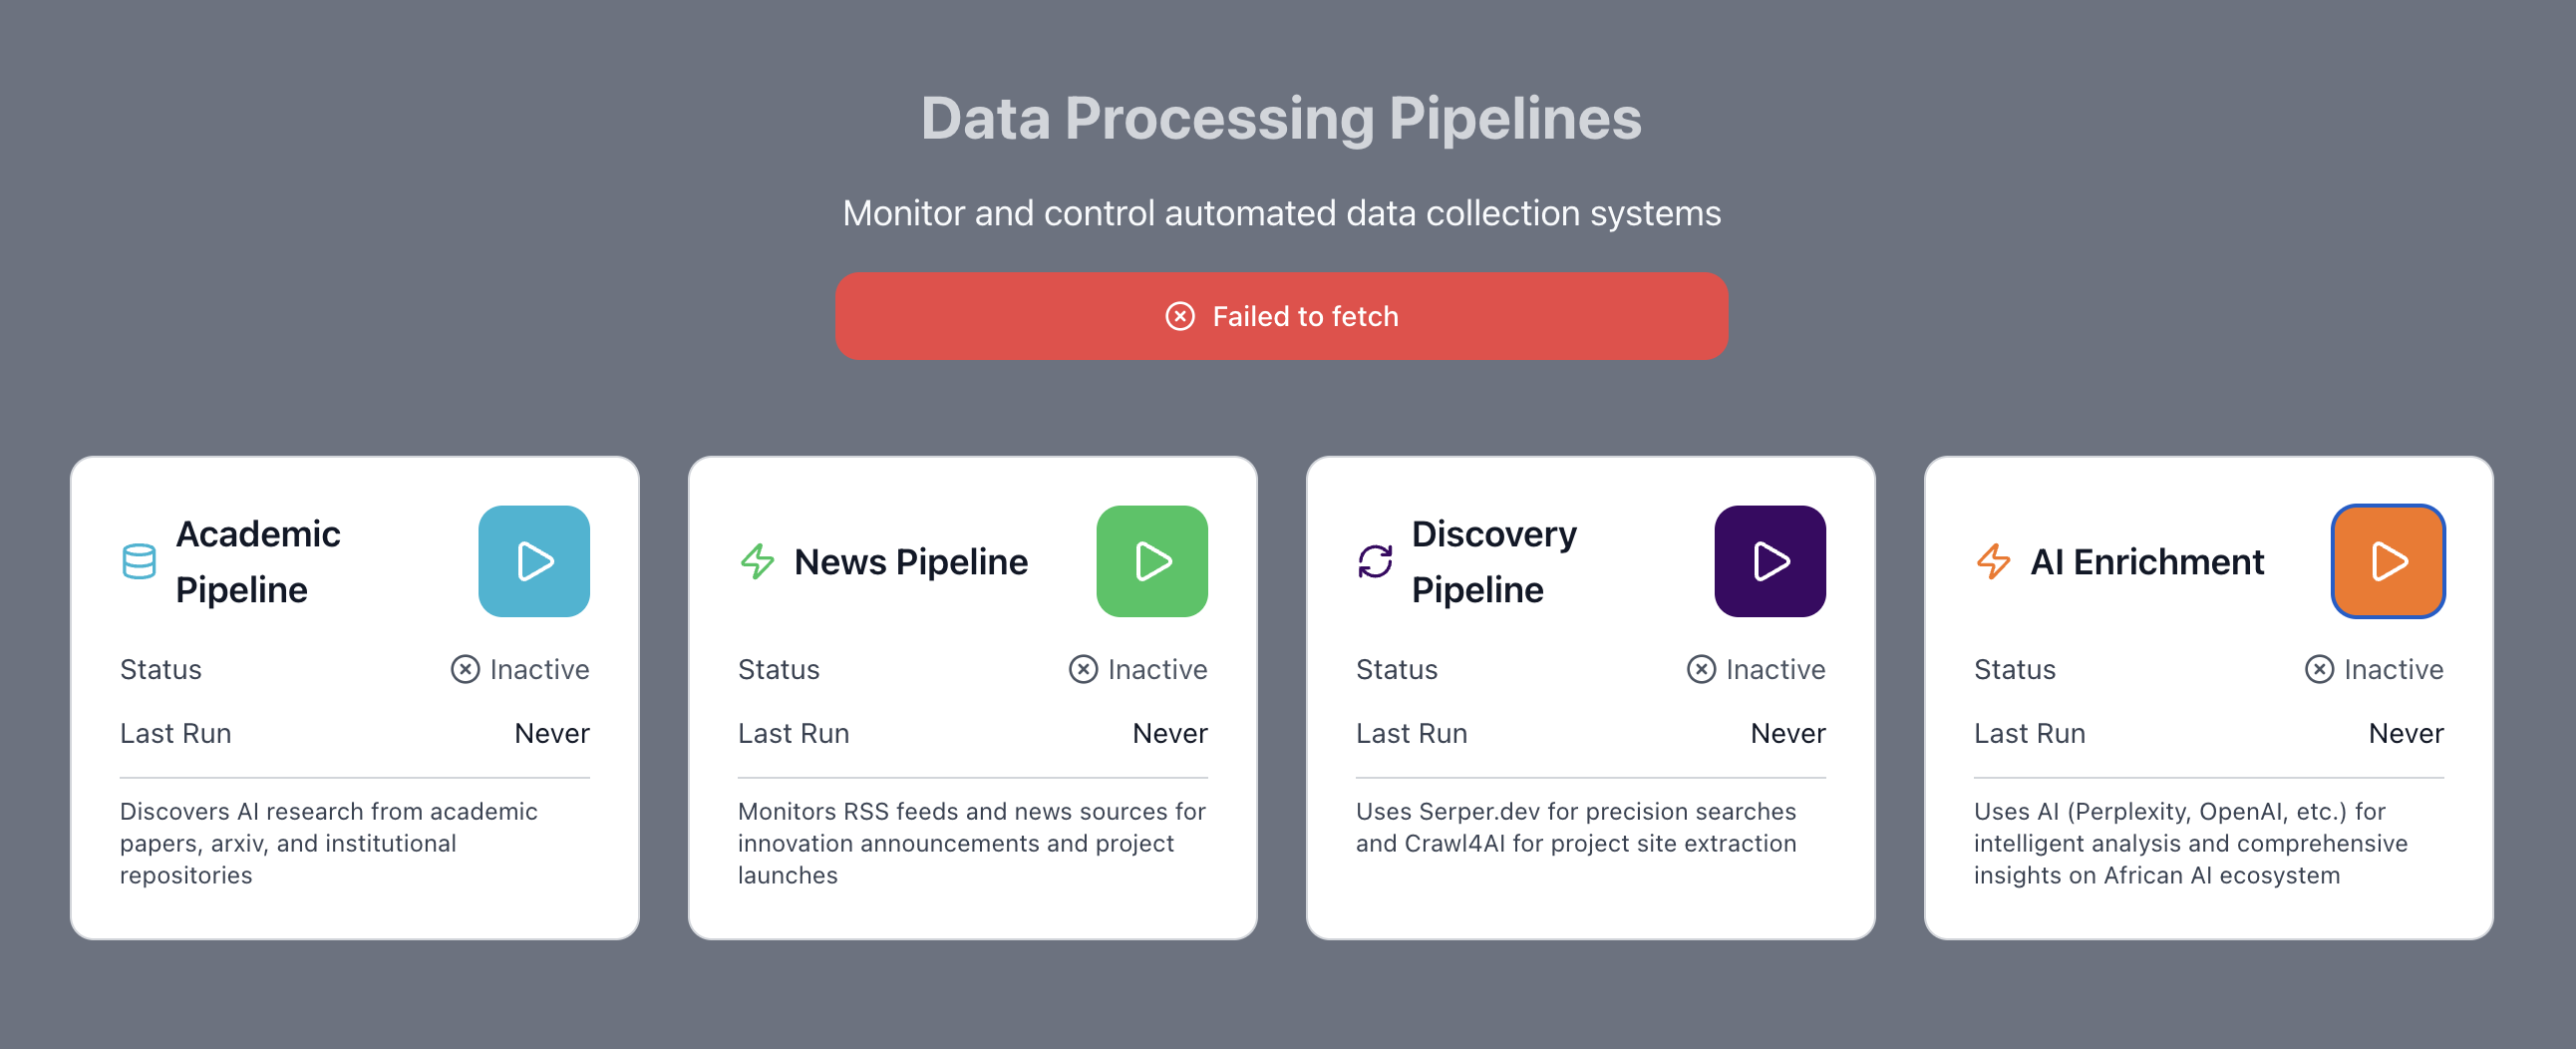 Data Processing Pipelines
Monitor and control automated data collection systems
Failed to fetch
Academic
Pipeline
Status
Inactive
Last Run
Never
Discovers AI research from academic
papers, arxiv, and institutional
repositories
News Pipeline
Status
Inactive
Last Run
Never
Monitors RSS feeds and news sources for
innovation announcements and project
launches
Discovery
Pipeline
Status
Inactive
Last Run
Never
Uses Serper.dev for precision searches
and Crawl4AI for project site extraction
AI Enrichment
Status
Inactive
Last Run
Never
Uses AI (Perplexity, OpenAI, etc.) for
intelligent analysis and comprehensive
insights on African AI ecosystem